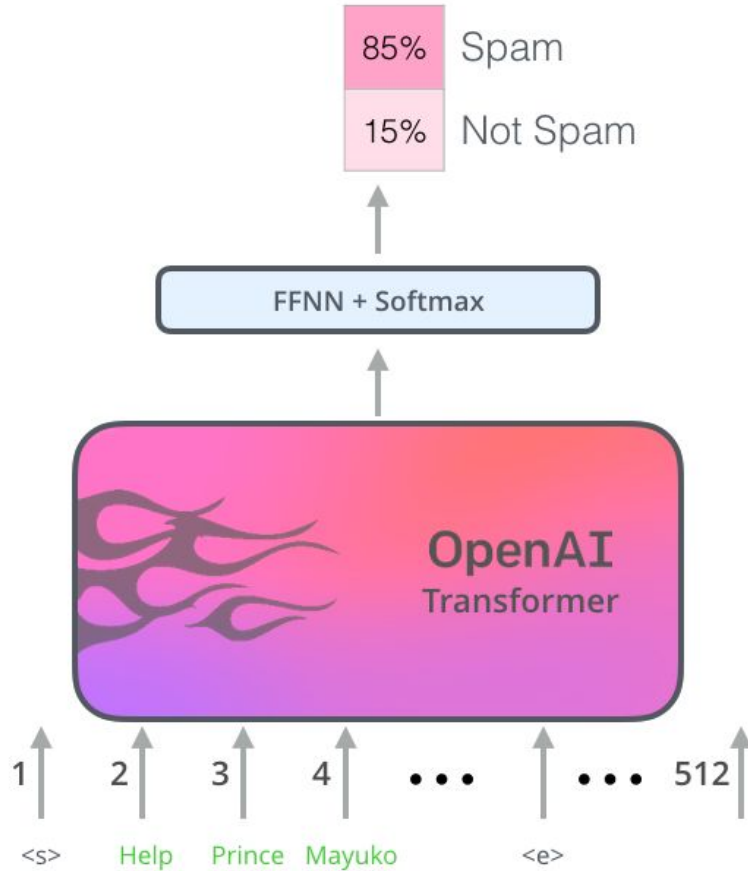 85% Spam
15% Not Spam
FFNN + Softmax
OpenAI
Transformer
1 2 3 4 ••• ••• 512
<s> Help Prince Mayuko <e>